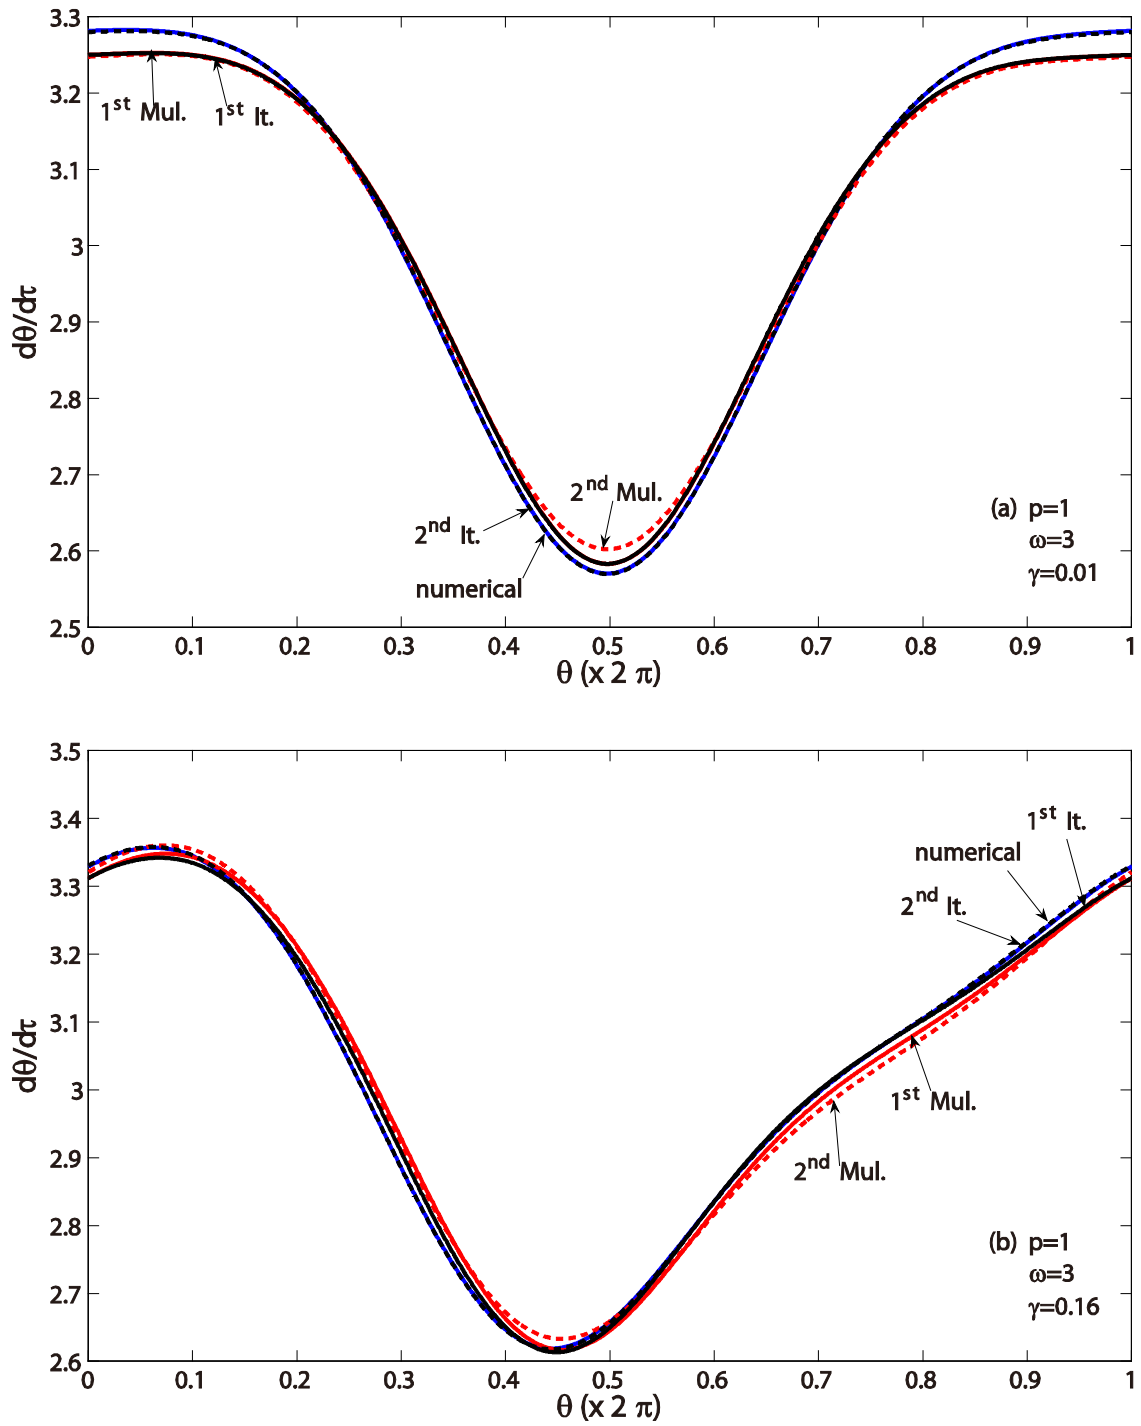 3.3
3.2
3.1
3
2.9
2.8
2.7
2.6
2.5
dθ/dτ
1st Mul.
1st It.
2nd Mul.
2nd It.
numerical
(a) p=1
ω=3
γ=0.01
0 0.1 0.2 0.3 0.4 0.5 0.6 0.7 0.8 0.9 1
θ (x 2 π)
3.5
3.4
3.3
3.2
3.1
3
2.9
2.8
2.7
2.6
dθ/dτ
1st It.
numerical
2nd It.
1st Mul.
2nd Mul.
(b) p=1
ω=3
γ=0.16
0 0.1 0.2 0.3 0.4 0.5 0.6 0.7 0.8 0.9 1
θ (x 2 π)